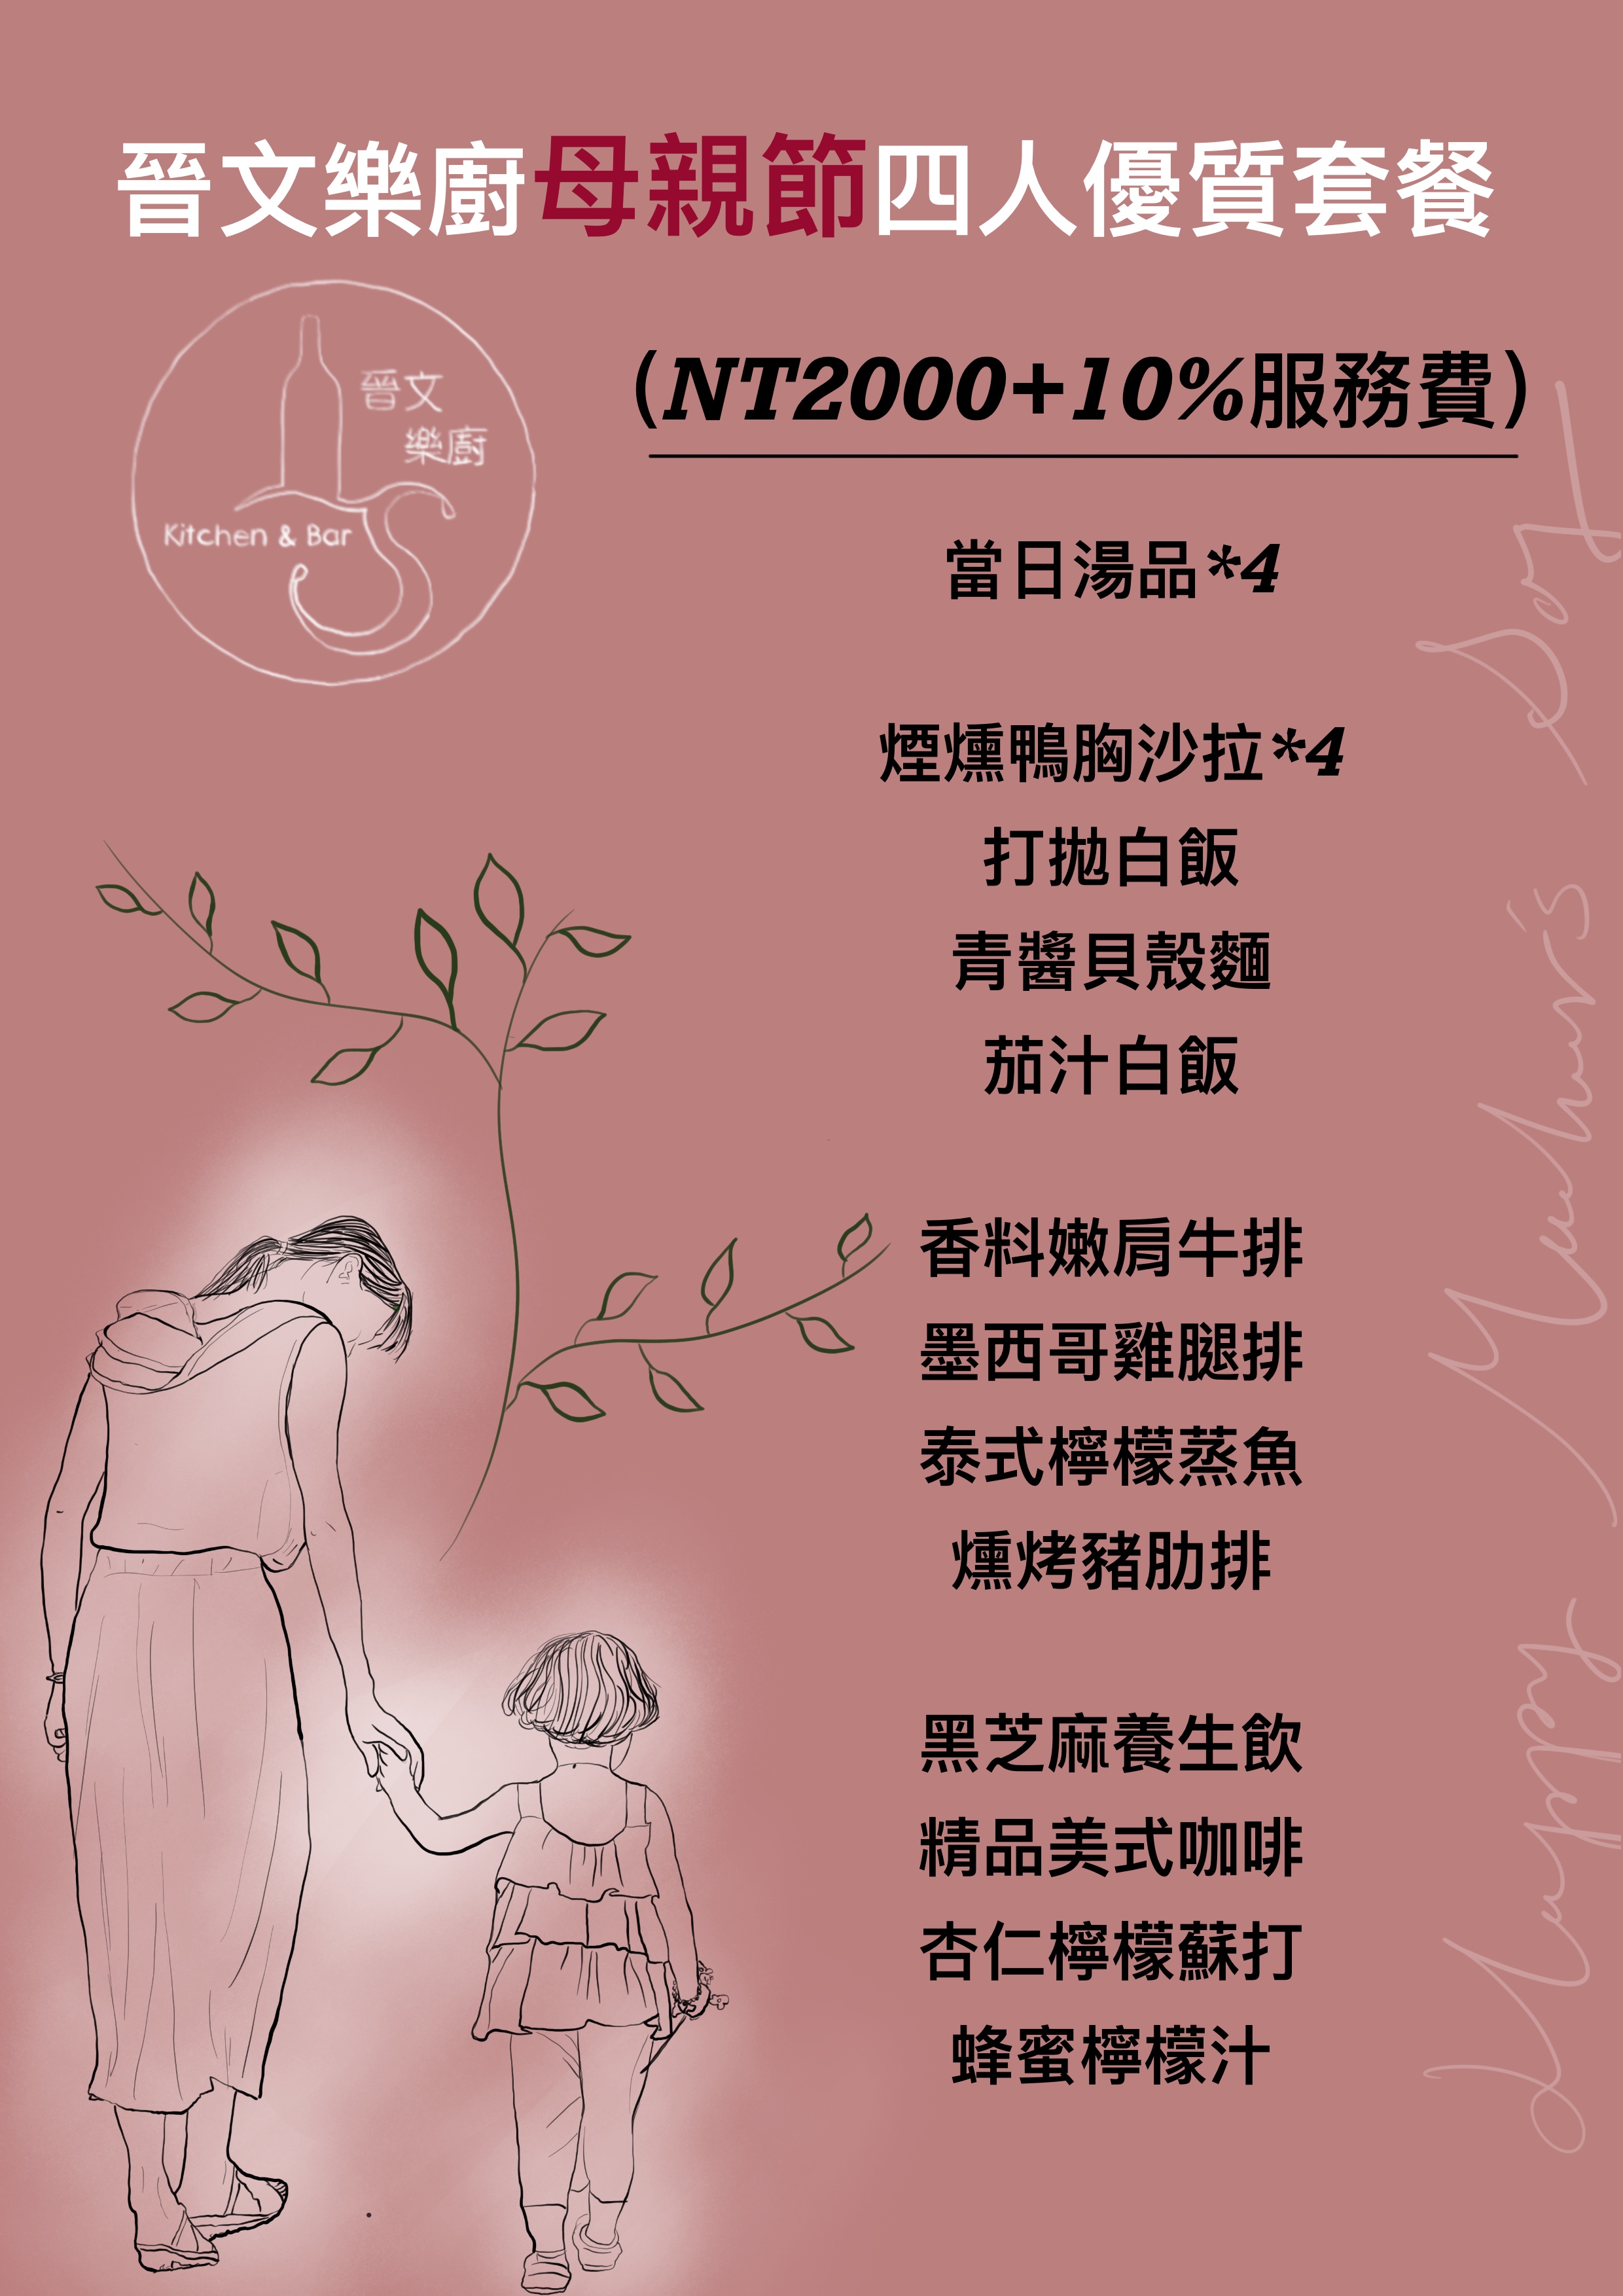 晉文樂廚母親節四人優質套餐
晉文
樂廚
Kitchen & Bar
(NT2000+10%服務費)
當日湯品*4
煙燻鴨胸沙拉*4
打拋白飯
青醬貝殼麵
茄汁白飯
香料嫩肩牛排
墨西哥雞腿排
泰式檸檬蒸魚
燻烤豬肋排
黑芝麻養生飲
精品美式咖啡
杏仁檸檬蘇打
蜂蜜檸檬汁
Happy